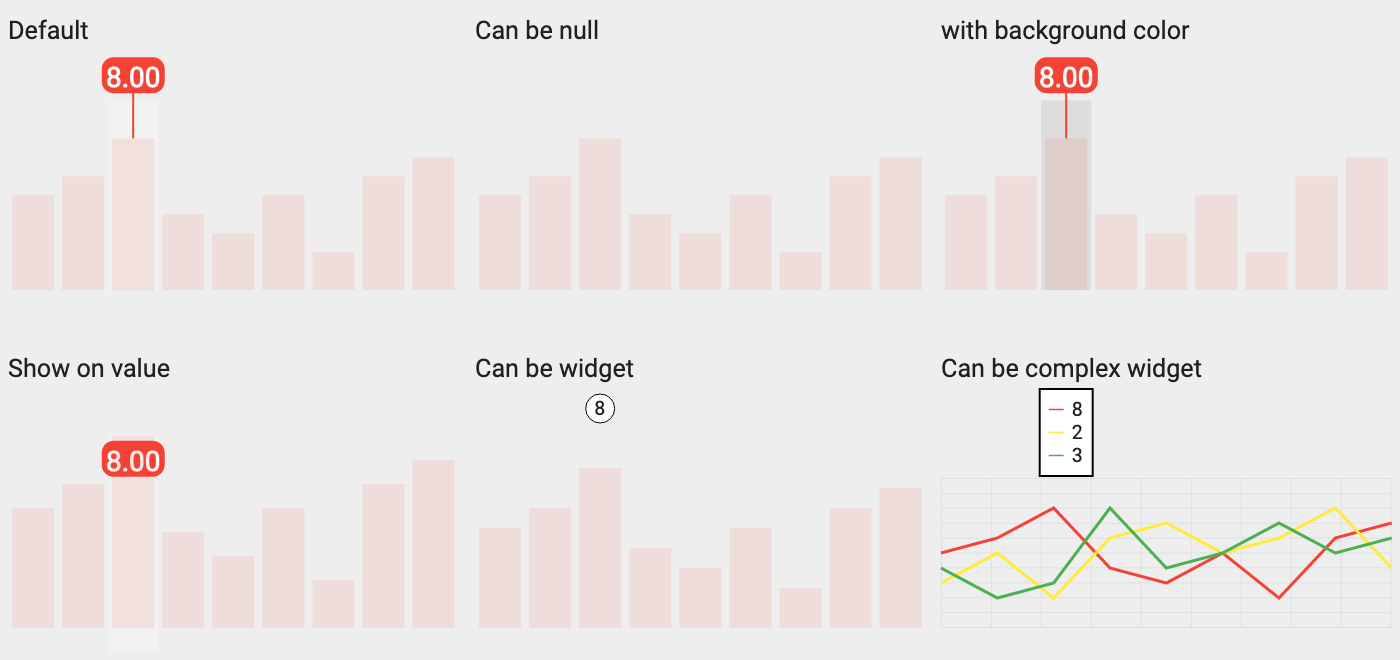 Default
Can be null
with background color
8.00
8.00
Show on value
Can be widget
Can be complex widget
8.00
8
8
2
3